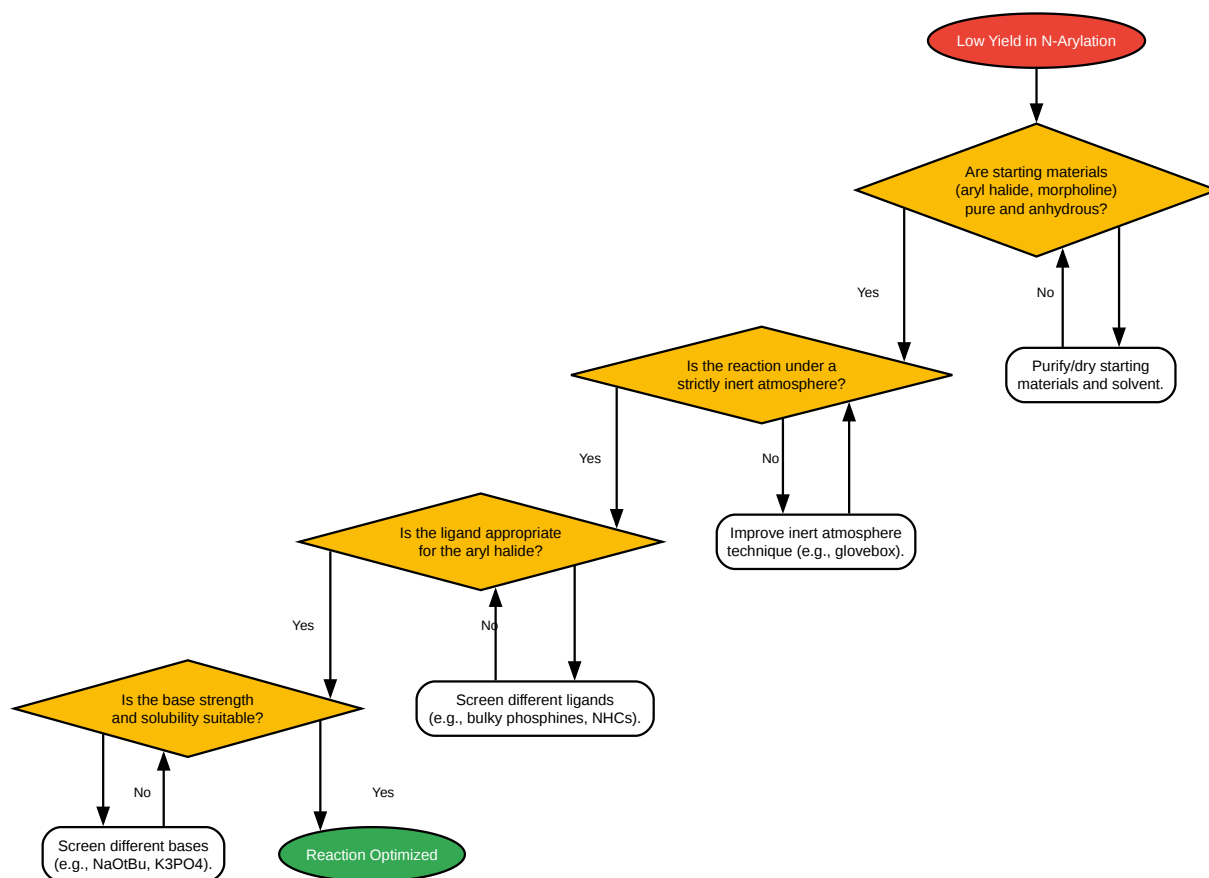 Low Yield in N-Arylation
Are starting materials
(aryl halide, morpholine)
pure and anhydrous?
Yes
No
Purify/dry starting
materials and solvent.
Is the reaction under a
strictly inert atmosphere?
Yes
No
Improve inert atmosphere
technique (e.g., glovebox).
Is the ligand appropriate
for the aryl halide?
Yes
No
Screen different ligands
(e.g., bulky phosphines, NHCs).
Is the base strength
and solubility suitable?
No
Yes
Screen different bases
(e.g., NaOtBu, K3PO4).
Reaction Optimized